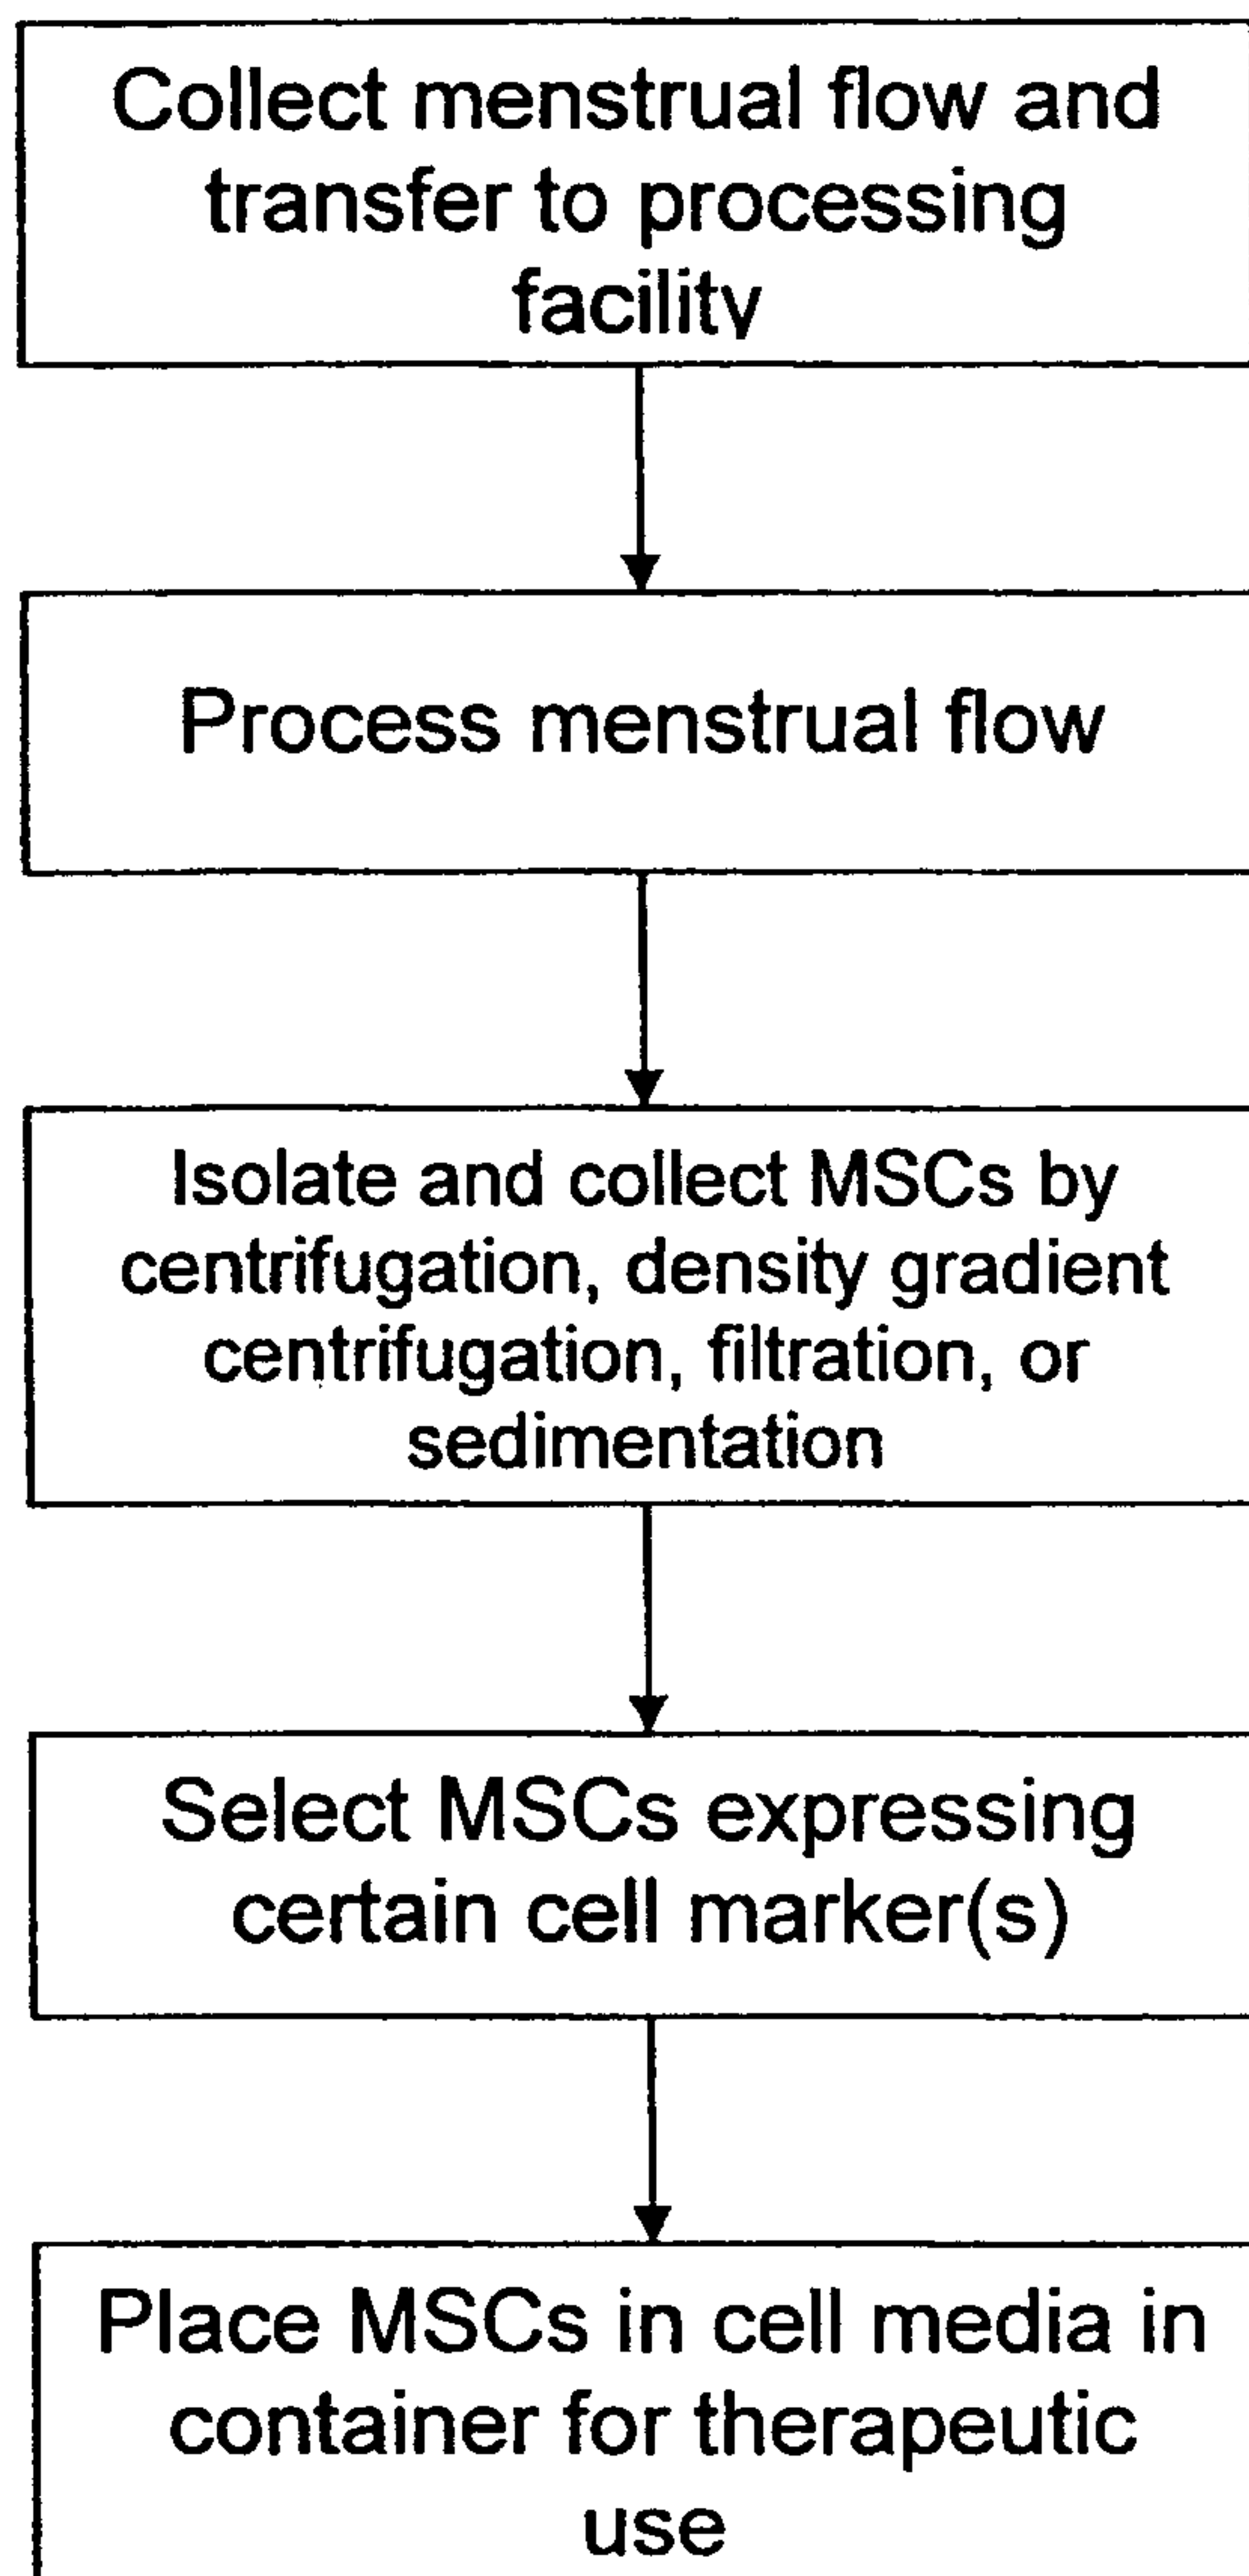 Collect menstrual flow and
transfer to processing
facility
Process menstrual flow
Isolate and collect MSCs by
centrifugation, density gradient
centrifugation, filtration, or
sedimentation
Select MSCs expressing
certain cell marker(s)
Place MSCs in cell media in
container for therapeutic
use